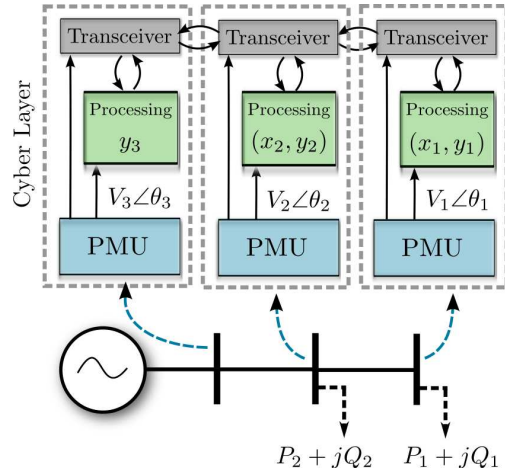 Transceiver Transceiver Transceiver
Processing Processing Processing
y₃ (x₂, y₂) (x₁, y₁)
Cyber Layer
V₃∠θ₃ V₂∠θ₂ V₁∠θ₁
PMU PMU PMU
P₂ + jQ₂ P₁ + jQ₁